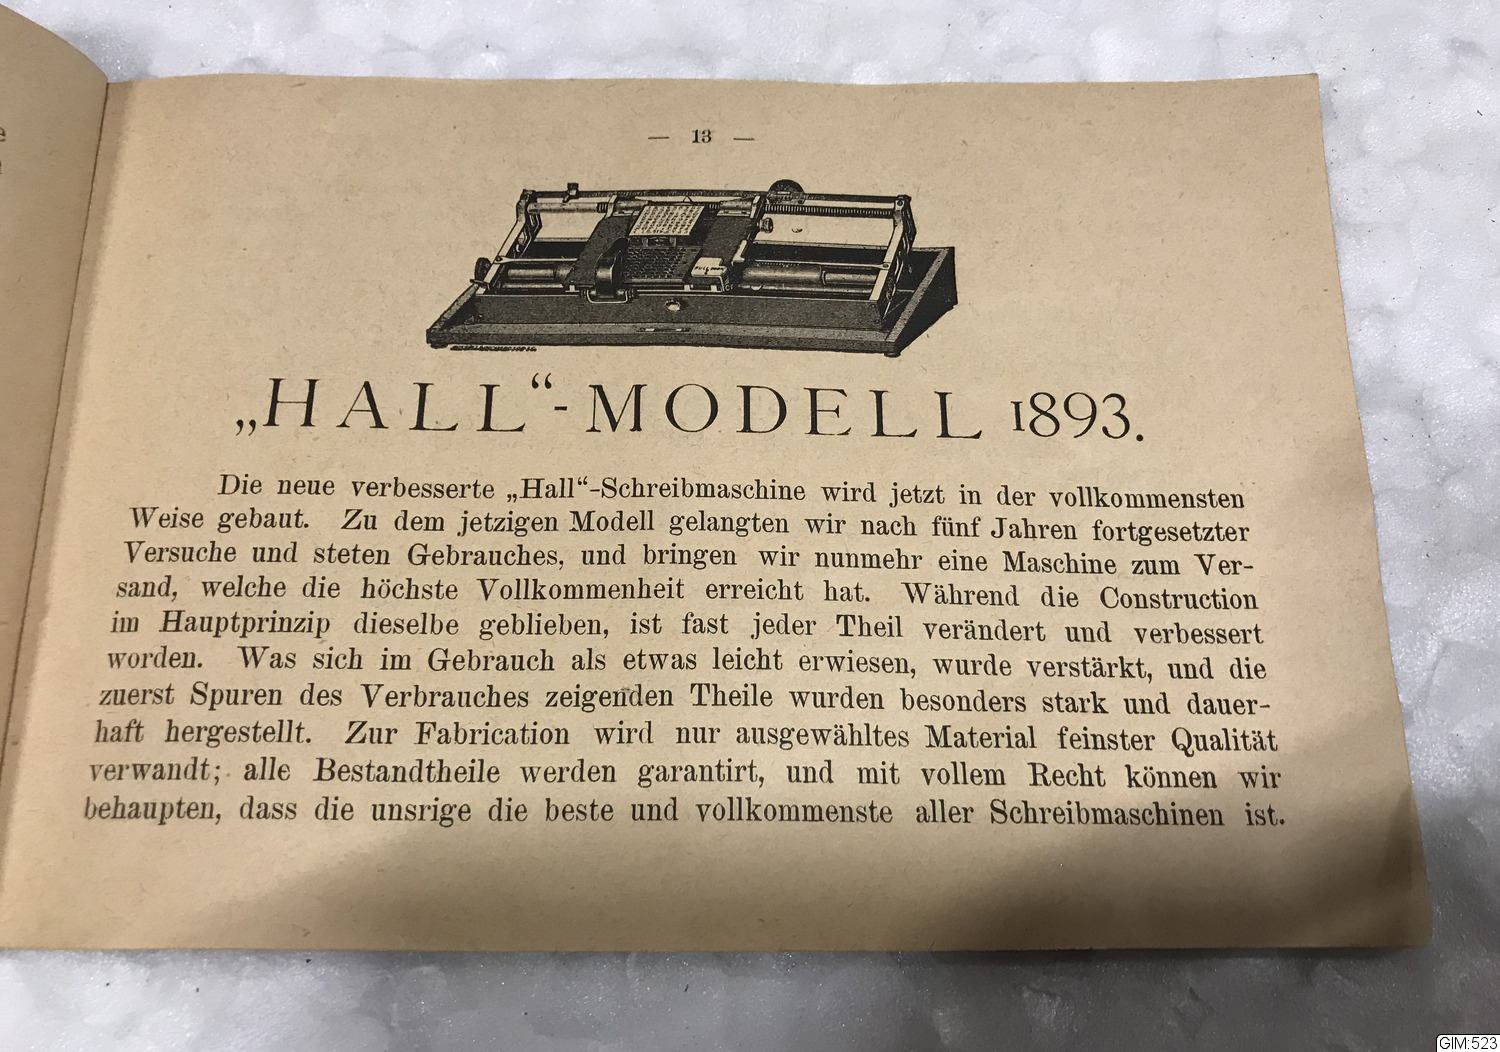 — 13 —
„HALL“-MODELL 1893.
Die neue verbesserte „Hall“-Schreibmaschine wird jetzt in der vollkommensten
Weise gebaut. Zu dem jetzigen Modell gelangten wir nach fünf Jahren fortgesetzter
Versuche und steten Gebrauches, und bringen wir nunmehr eine Maschine zum Ver-
sand, welche die höchste Vollkommenheit erreicht hat. Während die Construction
im Hauptprinzip dieselbe geblieben, ist fast jeder Theil verändert und verbessert
worden. Was sich im Gebrauch als etwas leicht erwiesen, wurde verstärkt, und die
zuerst Spuren des Verbrauches zeigenden Theile wurden besonders stark und dauer-
haft hergestellt. Zur Fabrication wird nur ausgewähltes Material feinster Qualität
verwandt; alle Bestandtheile werden garantirt, und mit vollem Recht können wir
behaupten, dass die unsrige die beste und vollkommenste aller Schreibmaschinen ist.
GIM:523